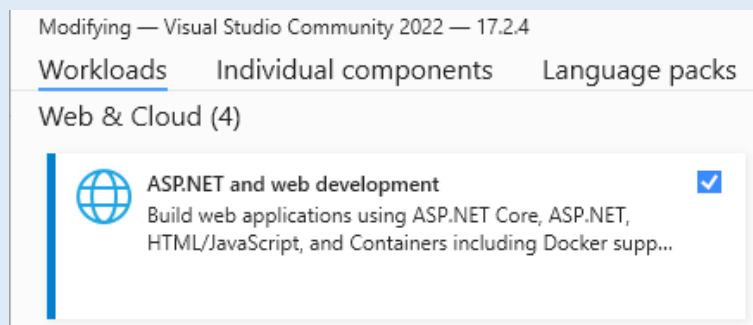 Modifying — Visual Studio Community 2022 — 17.2.4
Workloads Individual components Language packs
Web & Cloud (4)
ASP.NET and web development
Build web applications using ASP.NET Core, ASP.NET,
HTML/JavaScript, and Containers including Docker supp...